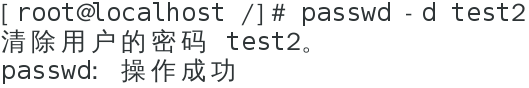 [root@localhost /]# passwd -d test2
清除用户的密码 test2。
passwd: 操作成功